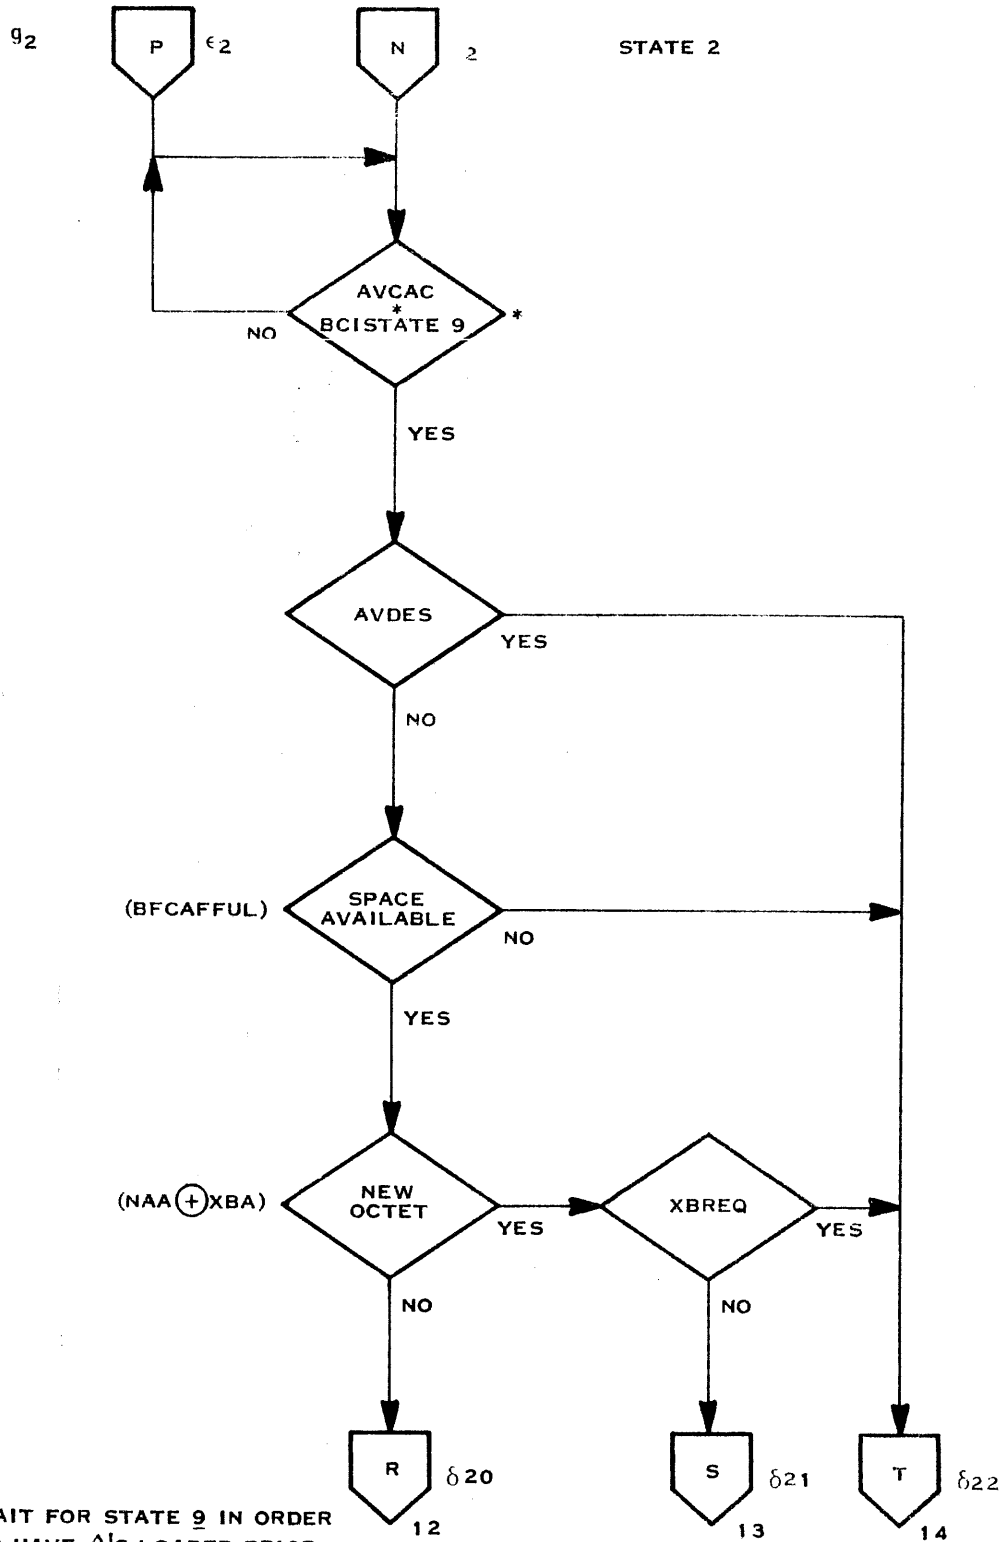 g2
P
ϵ2
N
2
STATE 2
AVCAC
*
BCISTATE 9
*
NO
YES
AVDES
YES
NO
(BFCAFFUL)
SPACE
AVAILABLE
NO
YES
(NAA⊕XBA)
NEW
OCTET
YES
XBREQ
YES
NO
NO
R
δ20
12
S
δ21
13
T
δ22
14
AIT FOR STATE 9 IN ORDER
HAVE